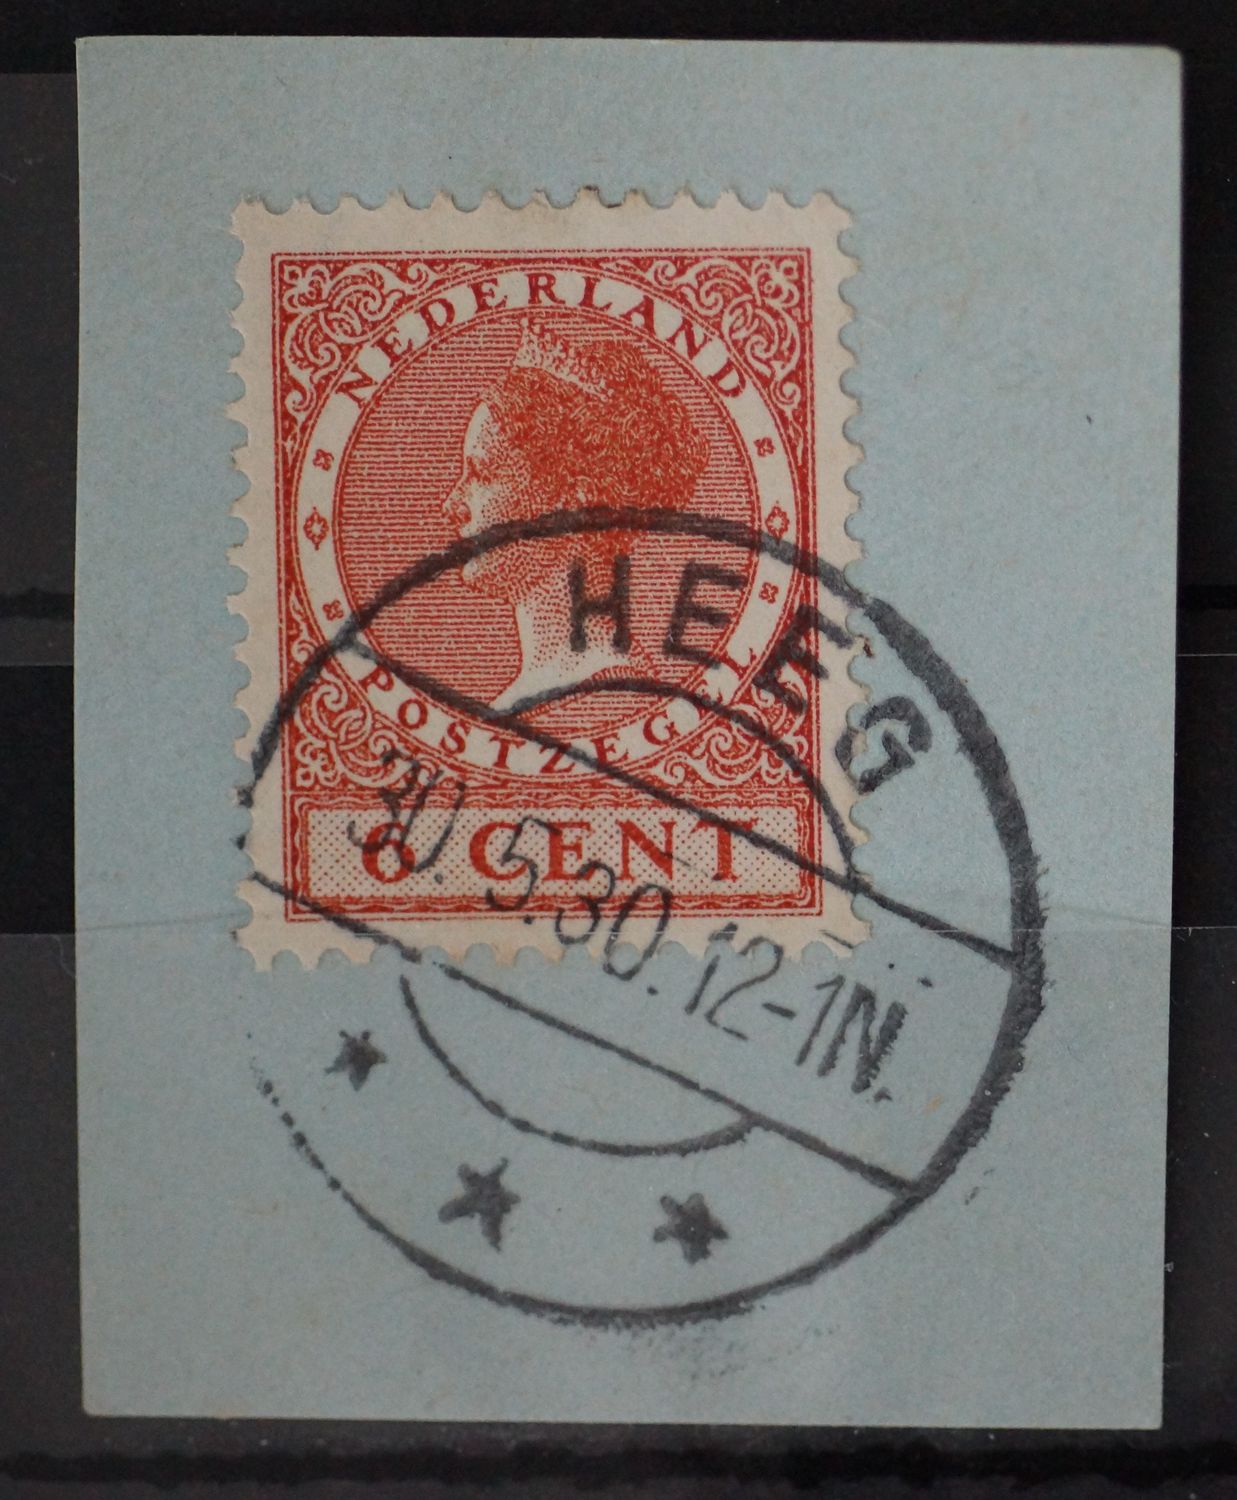 NEDERLAND
POSTZEGEL
6 CENT
HEEG
30.5.30.12-1N.